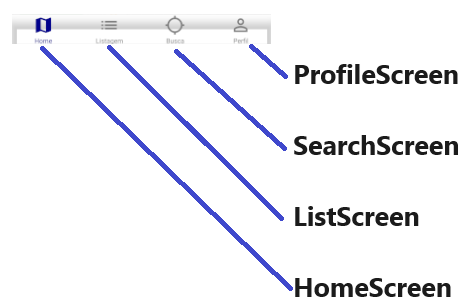 Home Listagem Busca Perfil
ProfileScreen
SearchScreen
ListScreen
HomeScreen